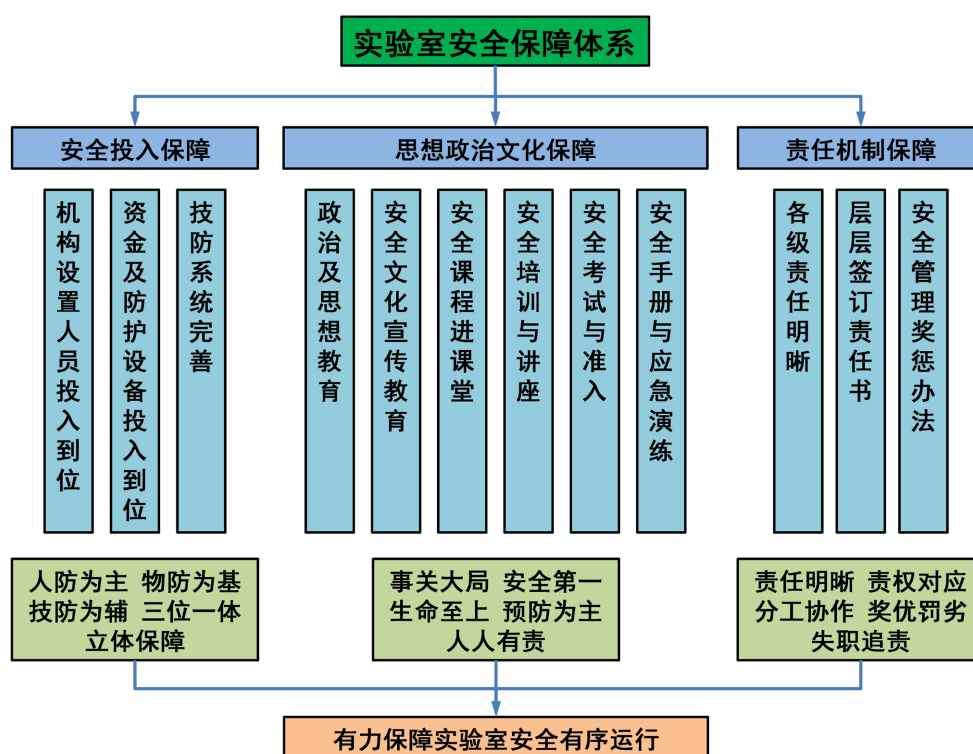 实验室安全保障体系
安全投入保障
思想政治文化保障
责任机制保障
机构设置人员投入到位
资金及防护设备投入到位
技防系统完善
政治及思想教育
安全文化宣传教育
安全课程进课堂
安全培训与讲座
安全考试与准入
安全手册与应急演练
各级责任明晰
层层签订责任书
安全管理奖惩办法
人防为主 物防为基
技防为辅 三位一体
立体保障
事关大局 安全第一
生命至上 预防为主
人人有责
责任明晰 责权对应
分工协作 奖优罚劣
失职追责
有力保障实验室安全有序运行